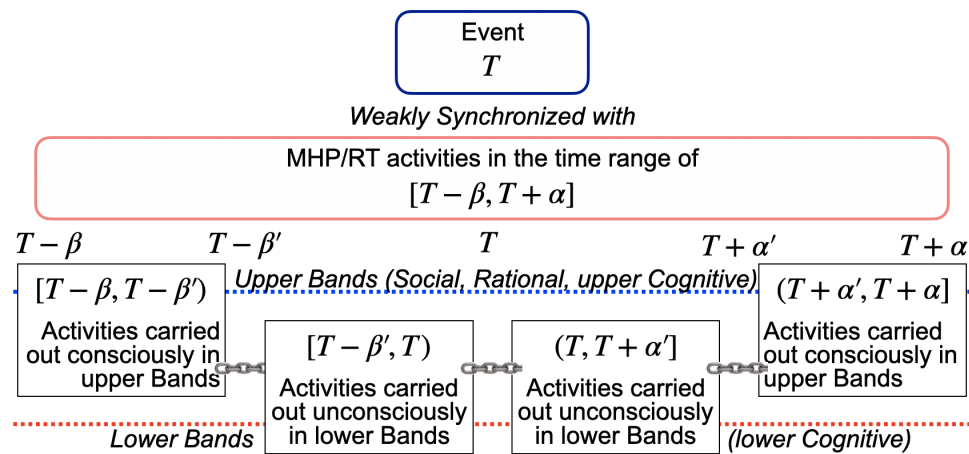 Event
T
Weakly Synchronized with
MHP/RT activities in the time range of
[T − β, T + α]
T − β
T − β′
T
T + α′
T + α
Upper Bands (Social, Rational, upper Cognitive)
[T − β, T − β′)
Activities carried
out consciously in
upper Bands
[T − β′, T)
Activities carried
out unconsciously
in lower Bands
(T, T + α′]
Activities carried
out unconsciously
in lower Bands
(T + α′, T + α]
Activities carried
out consciously in
upper Bands
Lower Bands
(lower Cognitive)